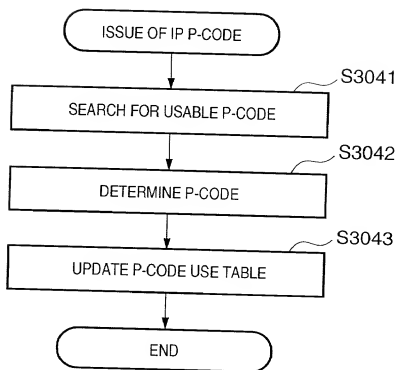 ISSUE OF IP P-CODE
S3041
SEARCH FOR USABLE P-CODE
S3042
DETERMINE P-CODE
S3043
UPDATE P-CODE USE TABLE
END